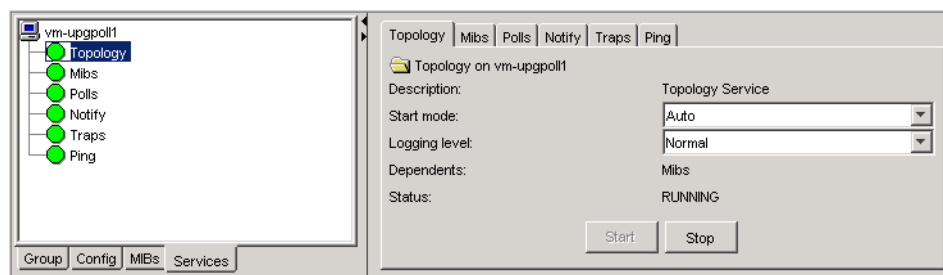 vm-upgpoll1
Topology
Mibs
Polls
Notify
Traps
Ping
Group Config MIBs Services
Topology Mibs Polls Notify Traps Ping
Topology on vm-upgpoll1
Description: Topology Service
Start mode: Auto
Logging level: Normal
Dependents: Mibs
Status: RUNNING
Start Stop